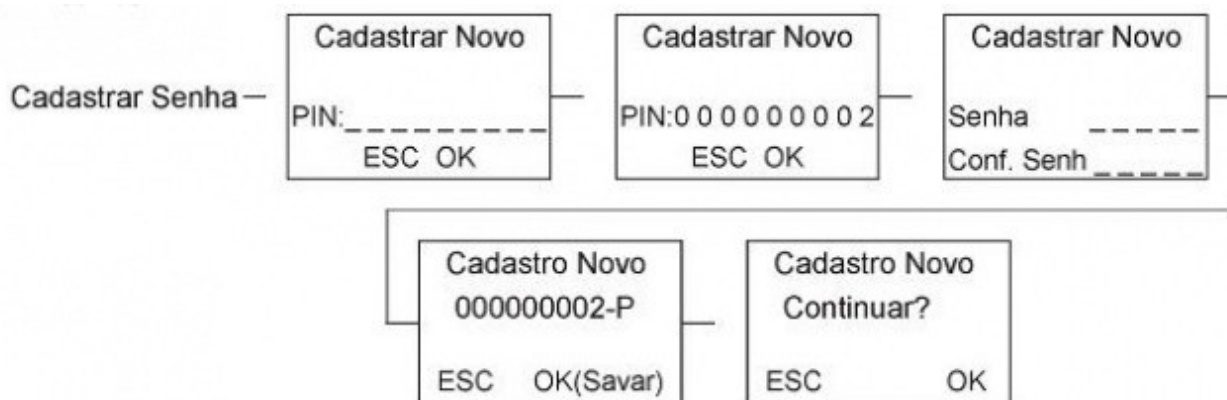 Cadastrar Senha
Cadastrar Novo
PIN:_ _ _ _ _ _ _ _ _
ESC OK
Cadastrar Novo
PIN:0 0 0 0 0 0 0 0 2
ESC OK
Cadastrar Novo
Senha _ _ _ _ _
Conf. Senh _ _ _ _ _
Cadastro Novo
000000002-P
ESC OK(Savar)
Cadastro Novo
Continuar?
ESC OK